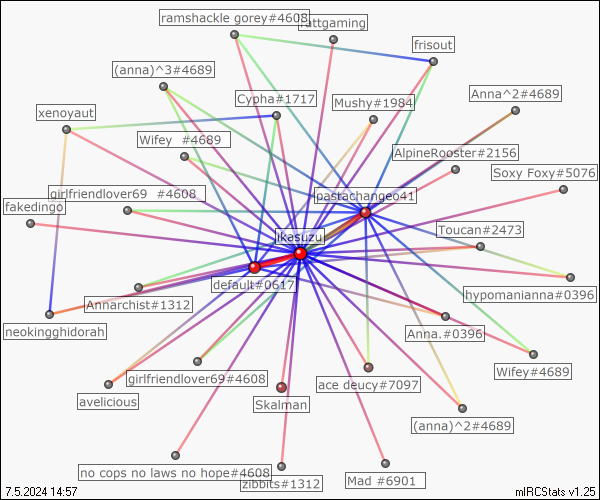 ramshackle gorey#4608
rattgaming
frisout
(anna)^3#4689
Cypha#1717
Mushy#1984
Anna^2#4689
xenoyaut
Wifey #4689
AlpineRooster#2156
Soxy Foxy#5076
girlfriendlover69 #4608
pastachangeo41
fakedingo
ikasuzu
Toucan#2473
default#0617
Annarchist#1312
hypomanianna#0396
neokingghidorah
Anna.#0396
girlfriendlover69#4608
ace deucy#7097
Wifey#4689
avelicious
Skalman
(anna)^2#4689
no cops no laws no hope#4608
zibbits#1312
Mad #6901
7.5.2024 14:57
mIRCStats v1.25